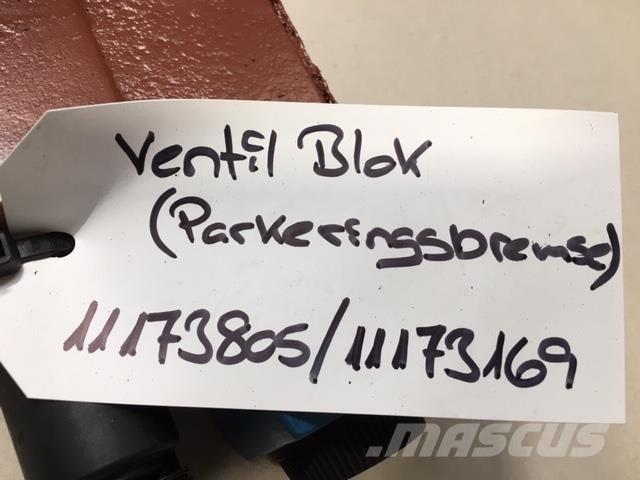 Ventil Blok
(Parkeringsbremse)
11173805/11173169
.MASCUS